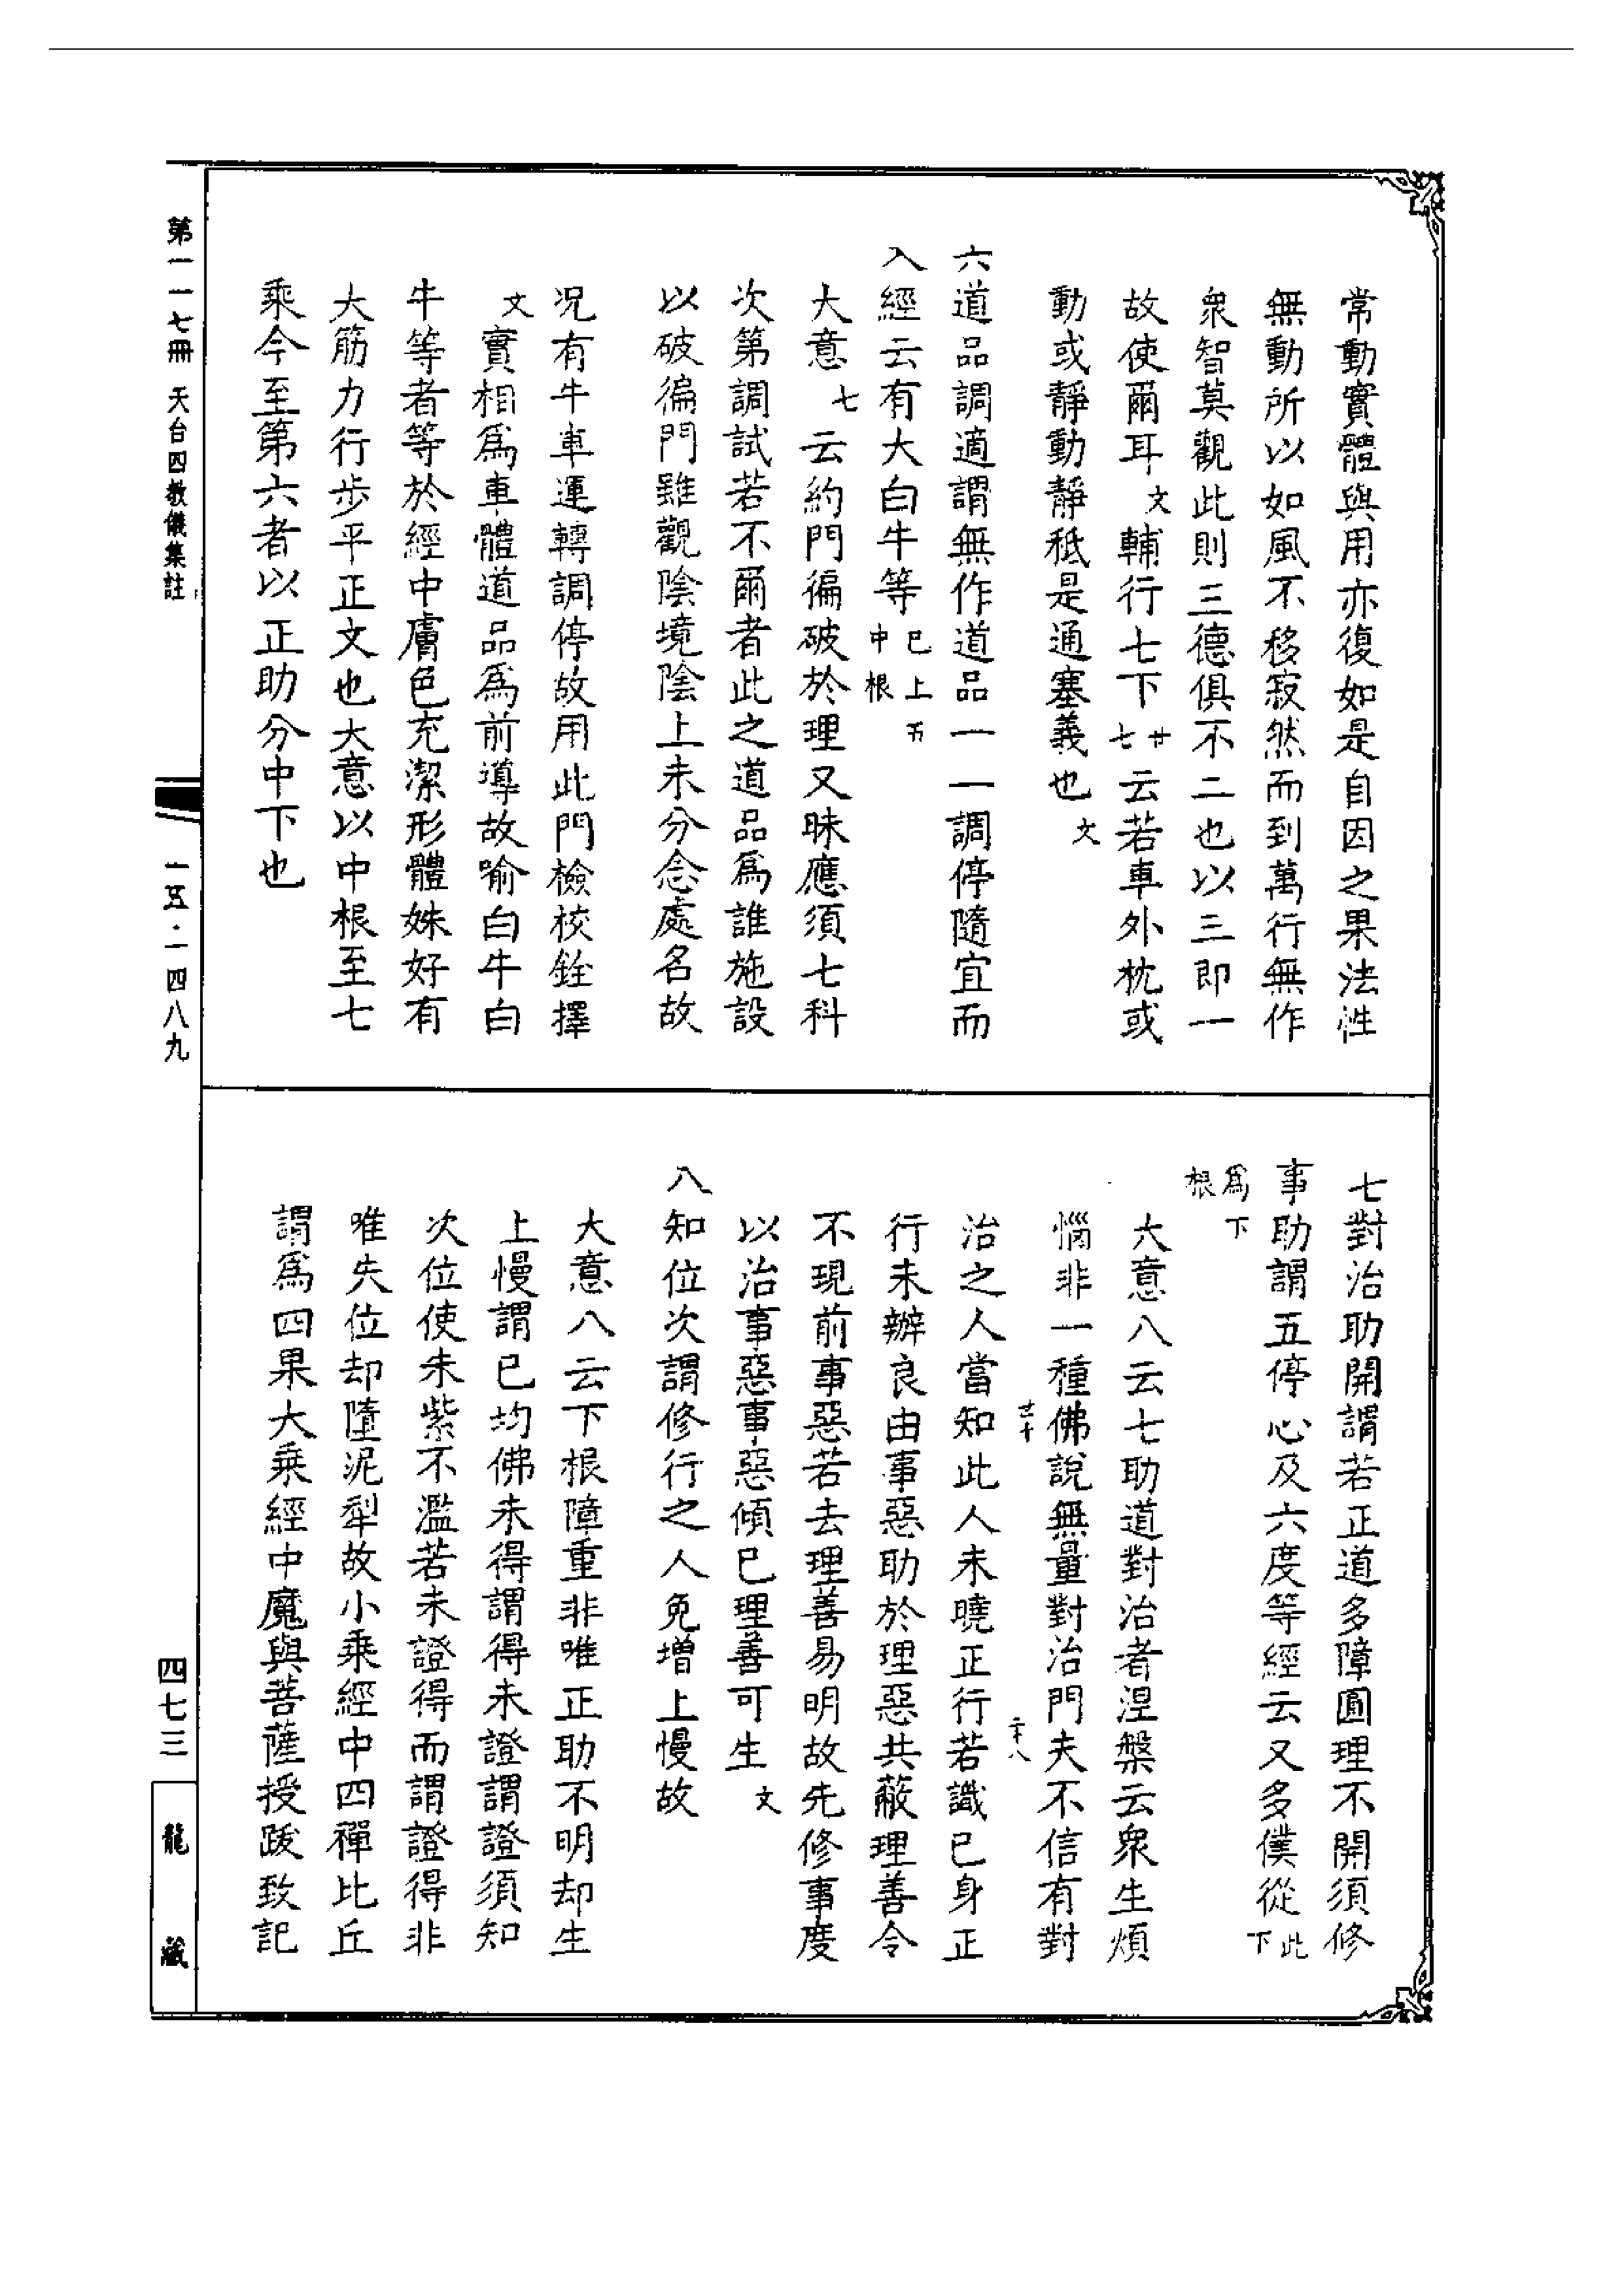 常動實體與用亦復如是自因之果法性
無動所以如風不移寂然而到萬行無作
衆智莫觀此則三德俱不二也以三即一
故使爾耳文輔行七下廿七云若車外枕或
動或靜動靜秪是通塞義也文
六道品調適謂無作道品一一調停隨宜而
入經云有大白牛等已上五中根
大意七云約門徧破於理又昧應須七科
次第調試若不爾者此之道品爲誰施設
以破徧門雖觀陰境陰上未分念處名故
况有牛車運轉調停故用此門檢校銓擇
文實相爲車體道品爲前導故喻白牛白
牛等者等於經中膚色充潔形體姝好有
大筋力行步平正文也大意以中根至七
乘今至第六者以正助分中下也
七對治助開謂若正道多障圓理不開須修
事助謂五停心及六度等經云又多僕從此下
爲下根
大意八云七助道對治者涅槃云衆生煩
惱非一種佛說無量對治門夫不信有對
治之人當知此人未曉正行若識已身正
行未辦良由事惡助於理惡共蔽理善令
不現前事惡若去理善易明故先修事度
以治事惡事惡傾已理善可生文
八知位次謂修行之人免增上慢故
大意八云下根障重非唯正助不明却生
上慢謂已均佛未得謂得未證謂證須知
次位使朱紫不濫若未證得而謂證得非
唯失位却墮泥犁故小乘經中四禪比丘
謂爲四果大乘經中魔與菩薩授跋致記
第一一七冊 天台四教儀集註
一五·一四八九
四七三
龍藏